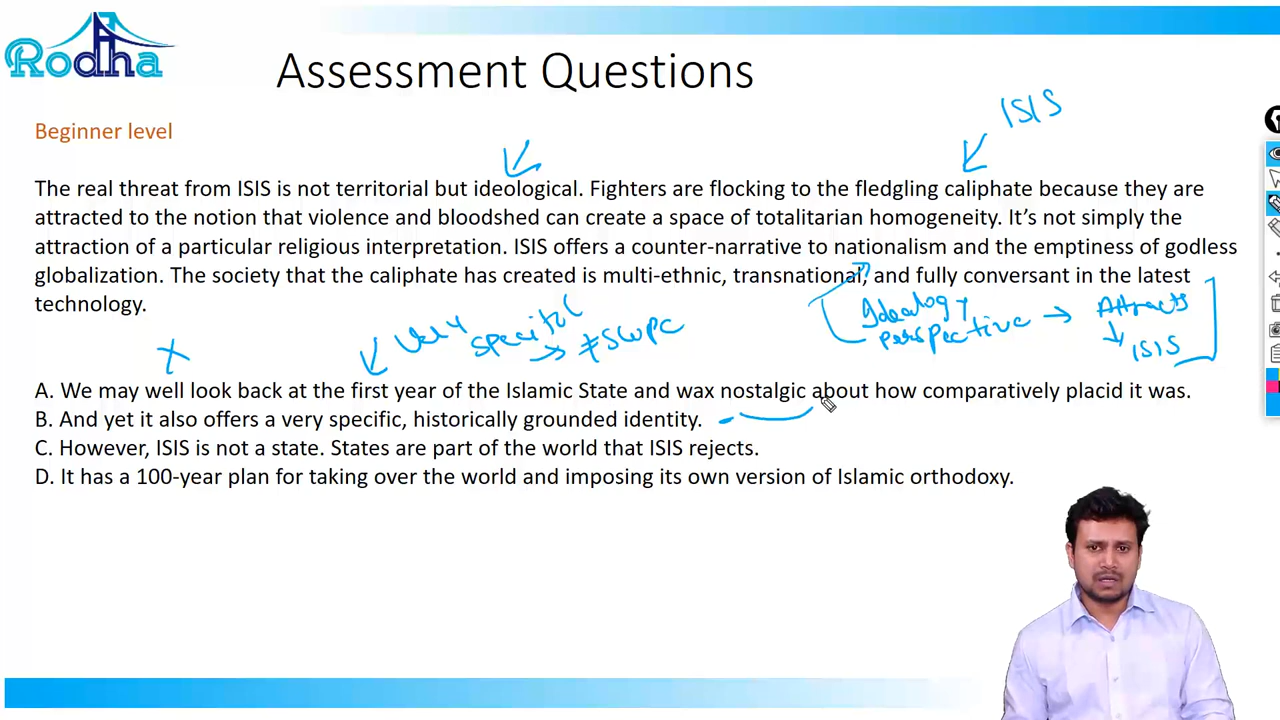 Rodha
Assessment Questions
ISIS
Beginner level
The real threat from ISIS is not territorial but ideological. Fighters are flocking to the fledgling caliphate because they are
attracted to the notion that violence and bloodshed can create a space of totalitarian homogeneity. It’s not simply the
attraction of a particular religious interpretation. ISIS offers a counter-narrative to nationalism and the emptiness of godless
globalization. The society that the caliphate has created is multi-ethnic, transnational, and fully conversant in the latest
technology.
Idealogy
perspective → Attracts
ISIS
Very specific
→ ≠ scope
A. We may well look back at the first year of the Islamic State and wax nostalgic about how comparatively placid it was.
B. And yet it also offers a very specific, historically grounded identity.
C. However, ISIS is not a state. States are part of the world that ISIS rejects.
D. It has a 100-year plan for taking over the world and imposing its own version of Islamic orthodoxy.